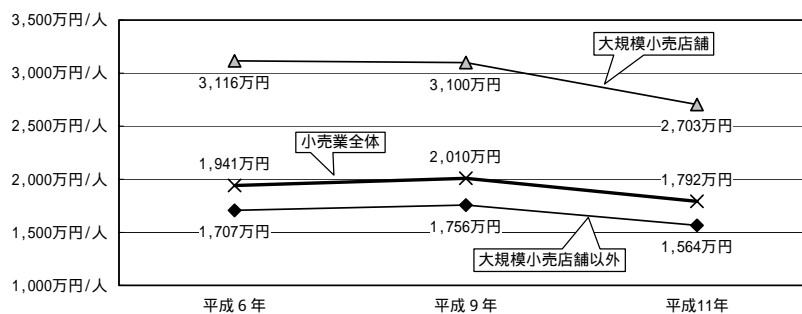 3,500万円/人
大規模小売店舗
3,000万円/人
3,116万円
3,100万円
2,500万円/人
2,703万円
小売業全体
1,941万円
2,010万円
1,792万円
2,000万円/人
1,500万円/人
1,707万円
1,756万円
1,564万円
大規模小売店舗以外
1,000万円/人
平成６年
平成９年
平成11年